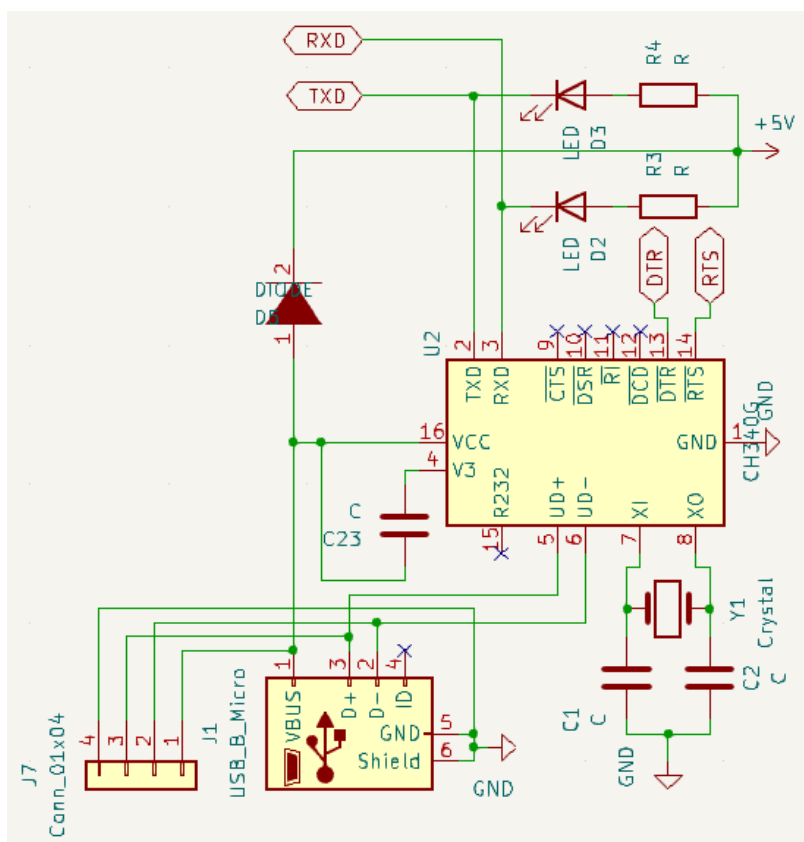 RXD
TXD
R4
R
LED
D3
+5V
R3
R
LED
D2
DTR
RTS
2
DIODE
D5
1
U2
2
3
9
10
11
12
13
14
TXD
RXD
CTS
DSR
RI
DCD
DTR
RTS
16
VCC
4
V3
GND
1
GND
CH340G
R232
UD+
UD-
XI
XO
15
5
6
7
8
C
C23
Y1
Crystal
C1
C
C2
C
GND
1
3
2
4
VBUS
D+
D-
ID
GND
5
Shield
6
GND
J1
USB_B_Micro
4
3
2
1
J7
Conn_01x04